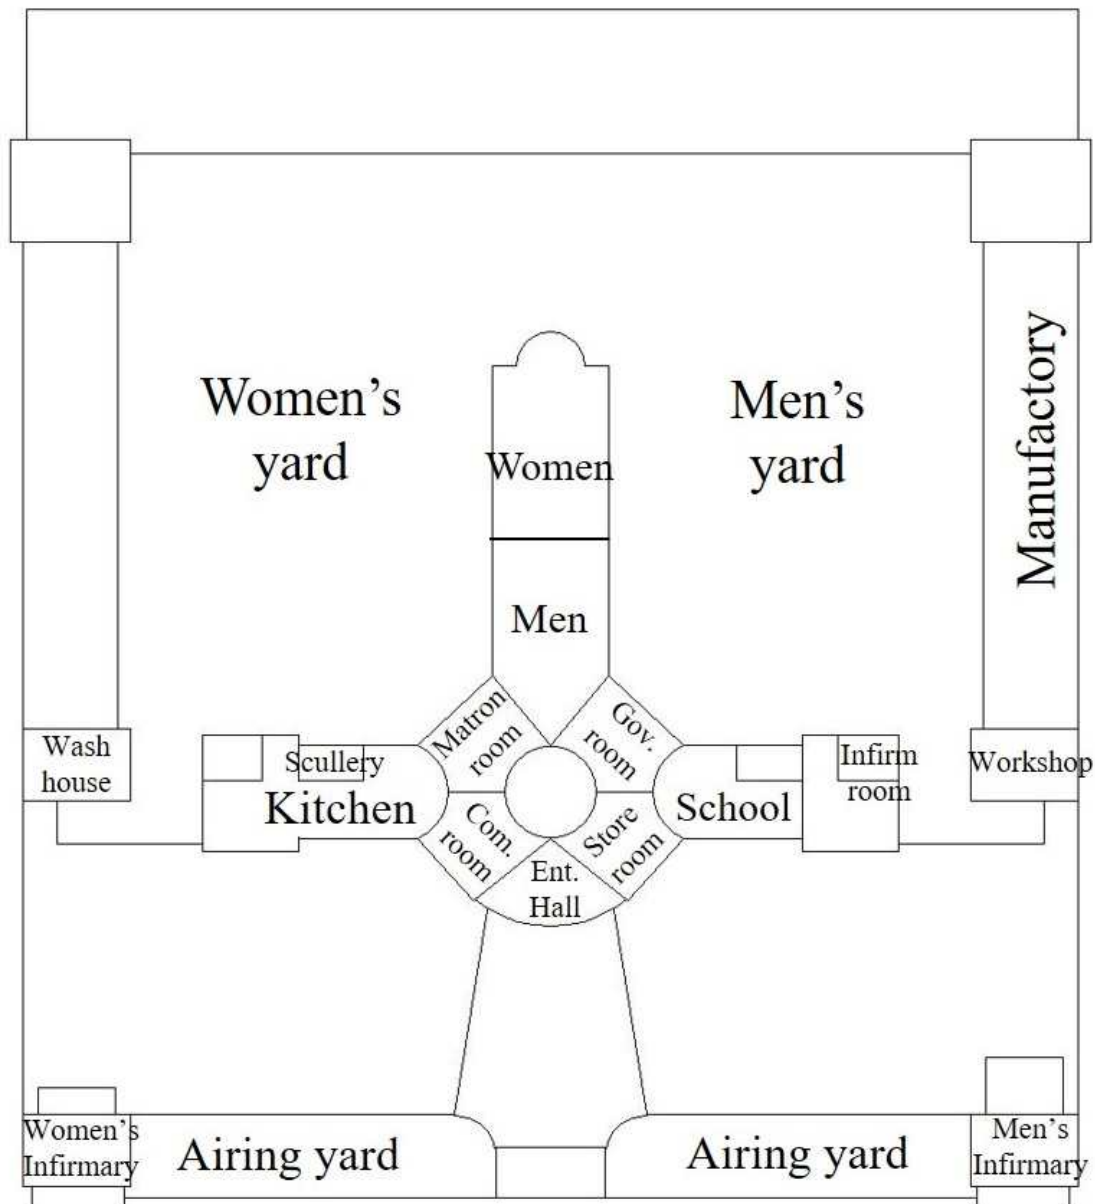 Women's
yard
Men's
yard
Manufactory
Women
Men
Matron
room
Gov.
room
Wash
house
Scullery
Kitchen
School
Infirm
room
Workshop
Com.
room
Store
room
Ent.
Hall
Women's
Infirmary
Airing yard
Airing yard
Men's
Infirmary